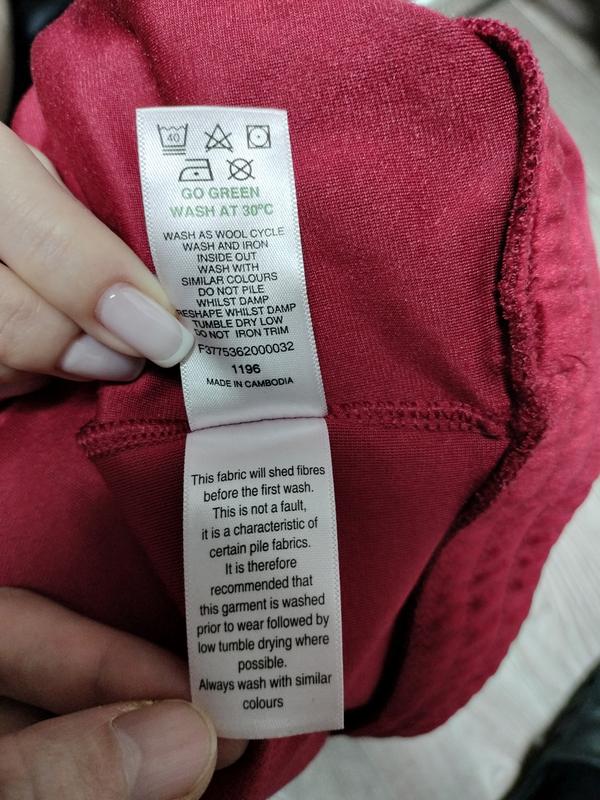 40
GO GREEN
WASH AT 30ºC
WASH AS WOOL CYCLE
WASH AND IRON
INSIDE OUT
WASH WITH
SIMILAR COLOURS
DO NOT PILE
WHILST DAMP
RESHAPE WHILST DAMP
TUMBLE DRY LOW
DO NOT IRON TRIM
F3775362000032
1196
MADE IN CAMBODIA
This fabric will shed fibres
before the first wash.
This is not a fault,
it is a characteristic of
certain pile fabrics.
It is therefore
recommended that
this garment is washed
prior to wear followed by
low tumble drying where
possible.
Always wash with similar
colours